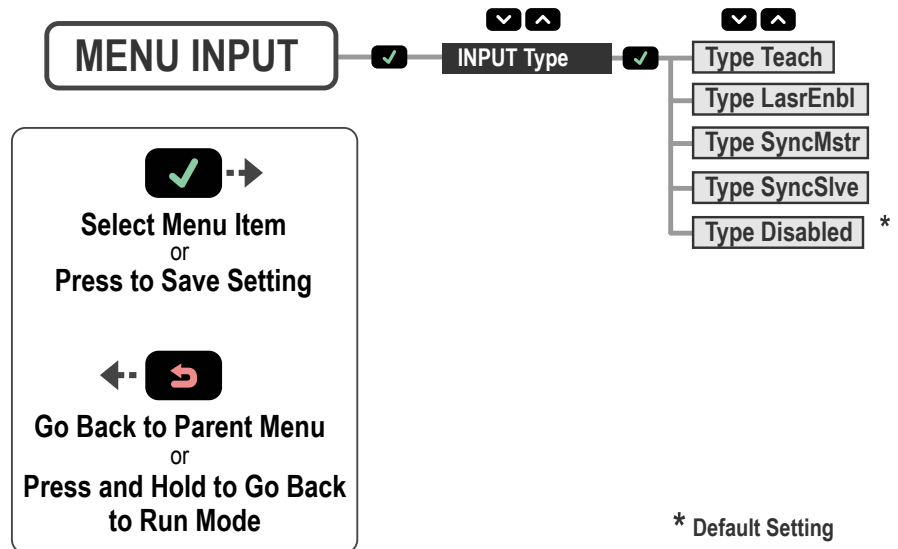 MENU INPUT
INPUT Type
Type Teach
Type LasrEnbl
Type SyncMstr
Type SyncSlve
Type Disabled *
Select Menu Item
or
Press to Save Setting
Go Back to Parent Menu
or
Press and Hold to Go Back
to Run Mode
* Default Setting